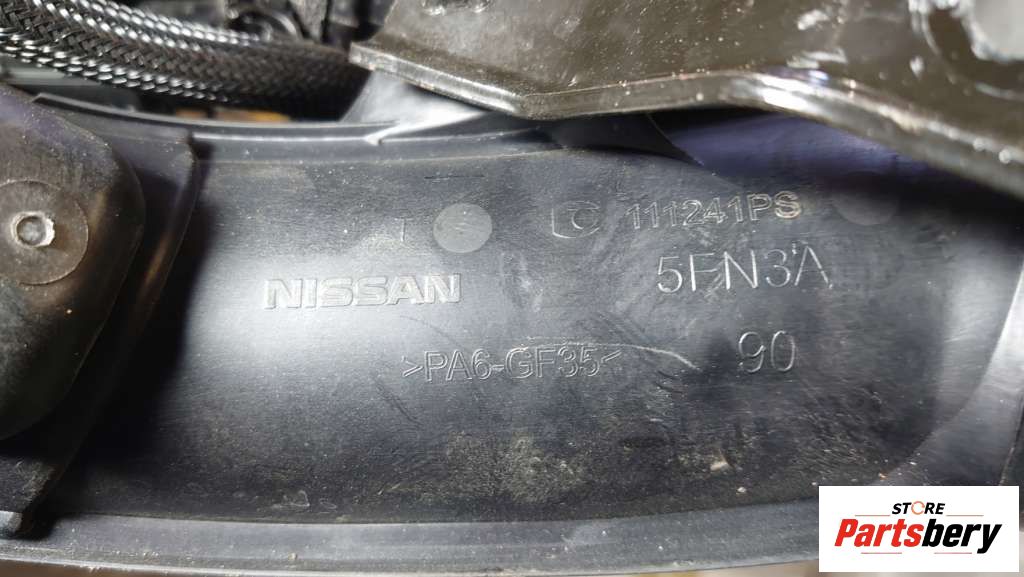 111241PS
NISSAN
5FN3A
>PA6-GF35<
90
STORE
Partsbery